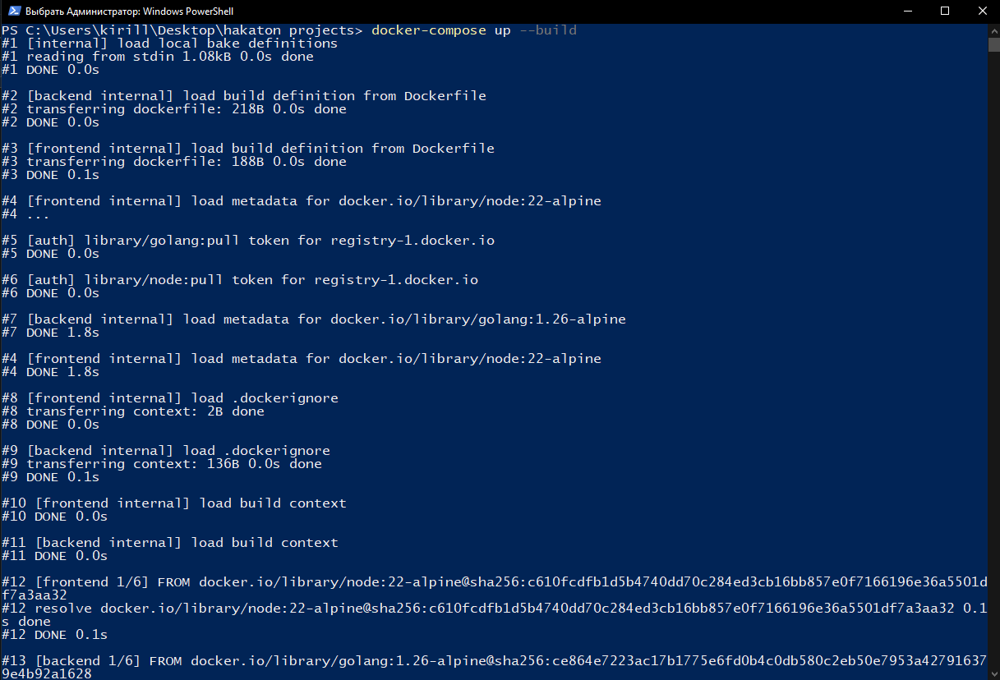 Выбрать Администратор: Windows PowerShell
PS C:\Users\kirill\Desktop\hakaton projects> docker-compose up --build
#1 [internal] load local bake definitions
#1 reading from stdin 1.08kB 0.0s done
#1 DONE 0.0s
#2 [backend internal] load build definition from Dockerfile
#2 transferring dockerfile: 218B 0.0s done
#2 DONE 0.0s
#3 [frontend internal] load build definition from Dockerfile
#3 transferring dockerfile: 188B 0.0s done
#3 DONE 0.1s
#4 [frontend internal] load metadata for docker.io/library/node:22-alpine
#4 ...
#5 [auth] library/golang:pull token for registry-1.docker.io
#5 DONE 0.0s
#6 [auth] library/node:pull token for registry-1.docker.io
#6 DONE 0.0s
#7 [backend internal] load metadata for docker.io/library/golang:1.26-alpine
#7 DONE 1.8s
#4 [frontend internal] load metadata for docker.io/library/node:22-alpine
#4 DONE 1.8s
#8 [frontend internal] load .dockerignore
#8 transferring context: 2B done
#8 DONE 0.0s
#9 [backend internal] load .dockerignore
#9 transferring context: 136B 0.0s done
#9 DONE 0.1s
#10 [frontend internal] load build context
#10 DONE 0.0s
#11 [backend internal] load build context
#11 DONE 0.0s
#12 [frontend 1/6] FROM docker.io/library/node:22-alpine@sha256:c610fcdfb1d5b4740dd70c284ed3cb16bb857e0f7166196e36a5501d
f7a3aa32
#12 resolve docker.io/library/node:22-alpine@sha256:c610fcdfb1d5b4740dd70c284ed3cb16bb857e0f7166196e36a5501df7a3aa32 0.1
s done
#12 DONE 0.1s
#13 [backend 1/6] FROM docker.io/library/golang:1.26-alpine@sha256:ce864e7223ac17b1775e6fd0b4c0db580c2eb50e7953a42791637
9e4b92a1628